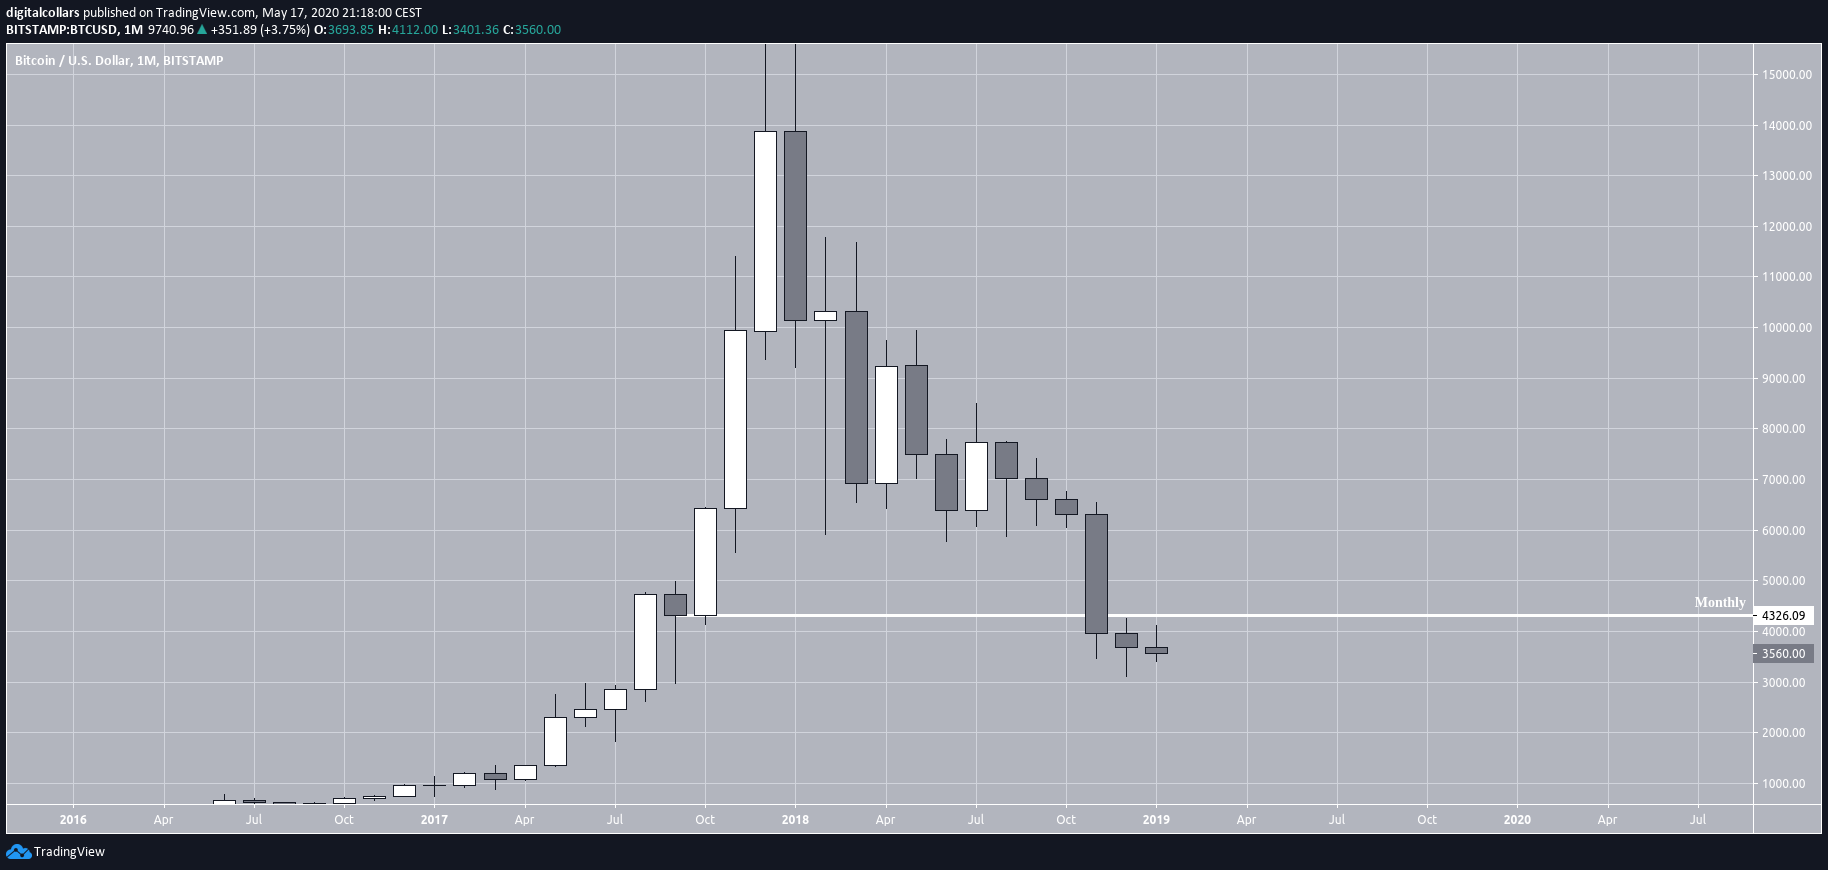 digitalcollars published on TradingView.com, May 17, 2020 21:18:00 CEST
BITSTAMP:BTCUSD, 1M 9740.96 ▲ +351.89 (+3.75%) O:3693.85 H:4112.00 L:3401.36 C:3560.00
Bitcoin / U.S. Dollar, 1M, BITSTAMP
15000.00
14000.00
13000.00
12000.00
11000.00
10000.00
9000.00
8000.00
7000.00
6000.00
5000.00
Monthly
4326.09
4000.00
3560.00
3000.00
2000.00
1000.00
2016 Apr Jul Oct 2017 Apr Jul Oct 2018 Apr Jul Oct 2019 Apr Jul Oct 2020 Apr Jul
TradingView